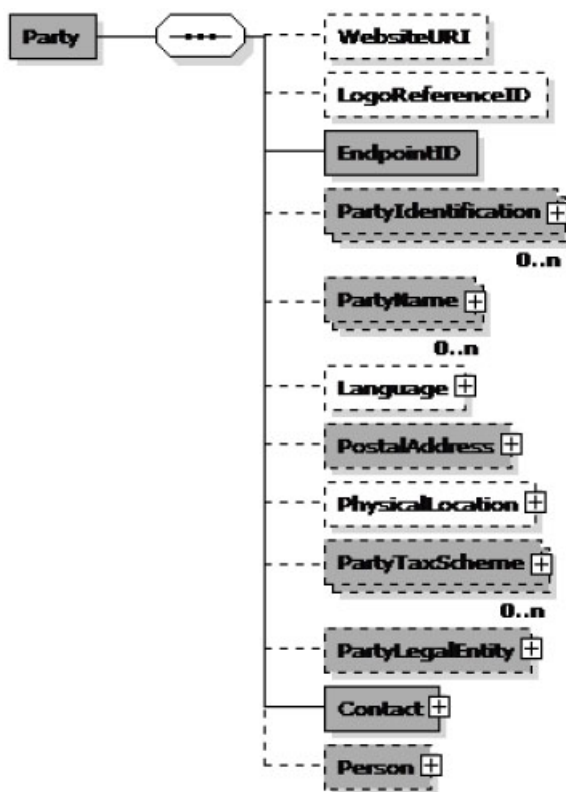 Party
WebsiteURI
LogoReferenceID
EndpointID
PartyIdentification
0..n
PartyName
0..n
Language
PostalAddress
PhysicalLocation
PartyTaxScheme
0..n
PartyLegalEntity
Contact
Person